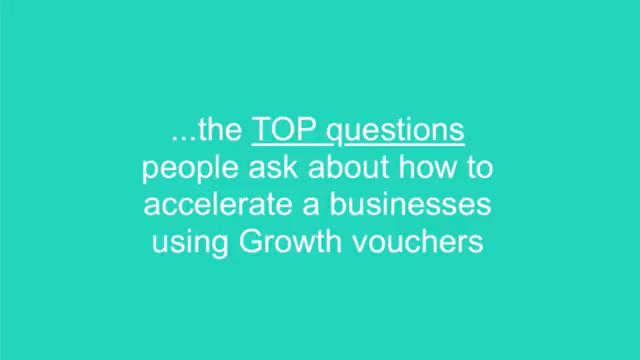 ...the TOP questions
people ask about how to
accelerate a businesses
using Growth vouchers